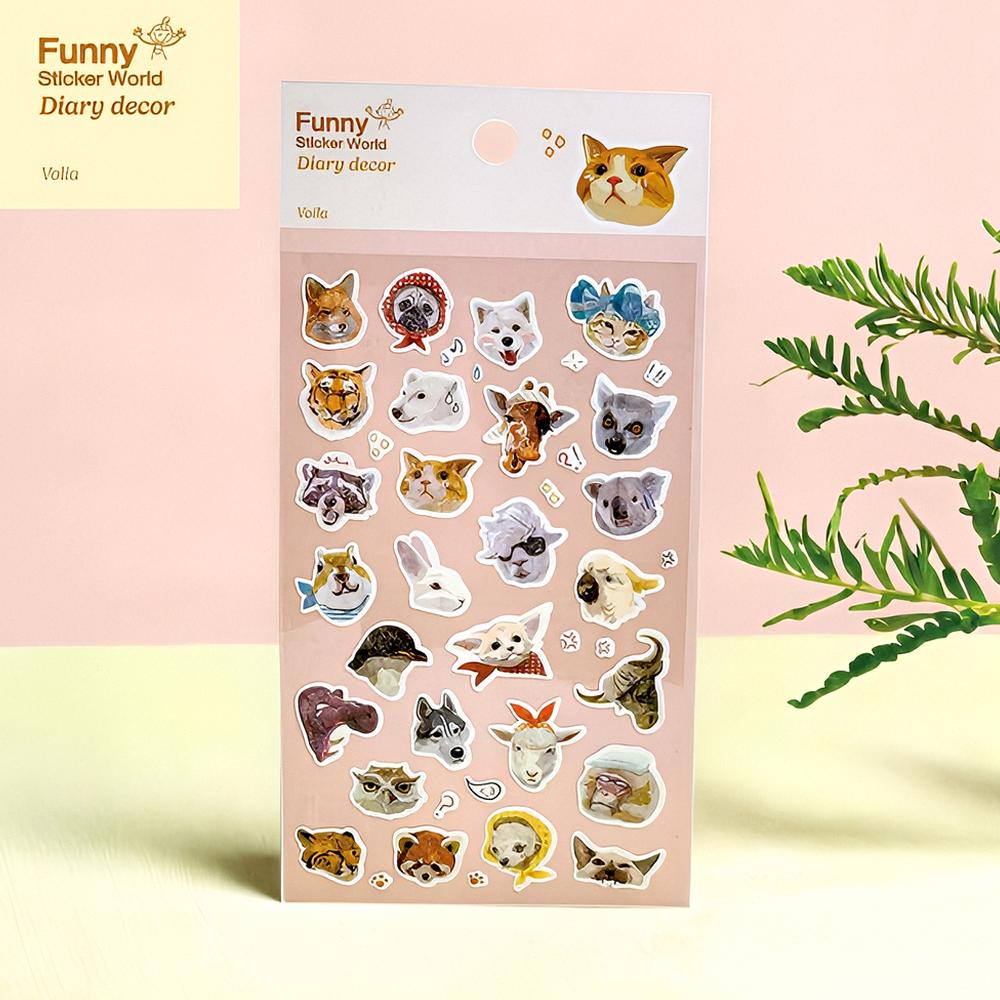 Funny
Sticker World
Diary decor
Volla
Funny
Sticker World
Diary decor
Volla
!!!
?!
?